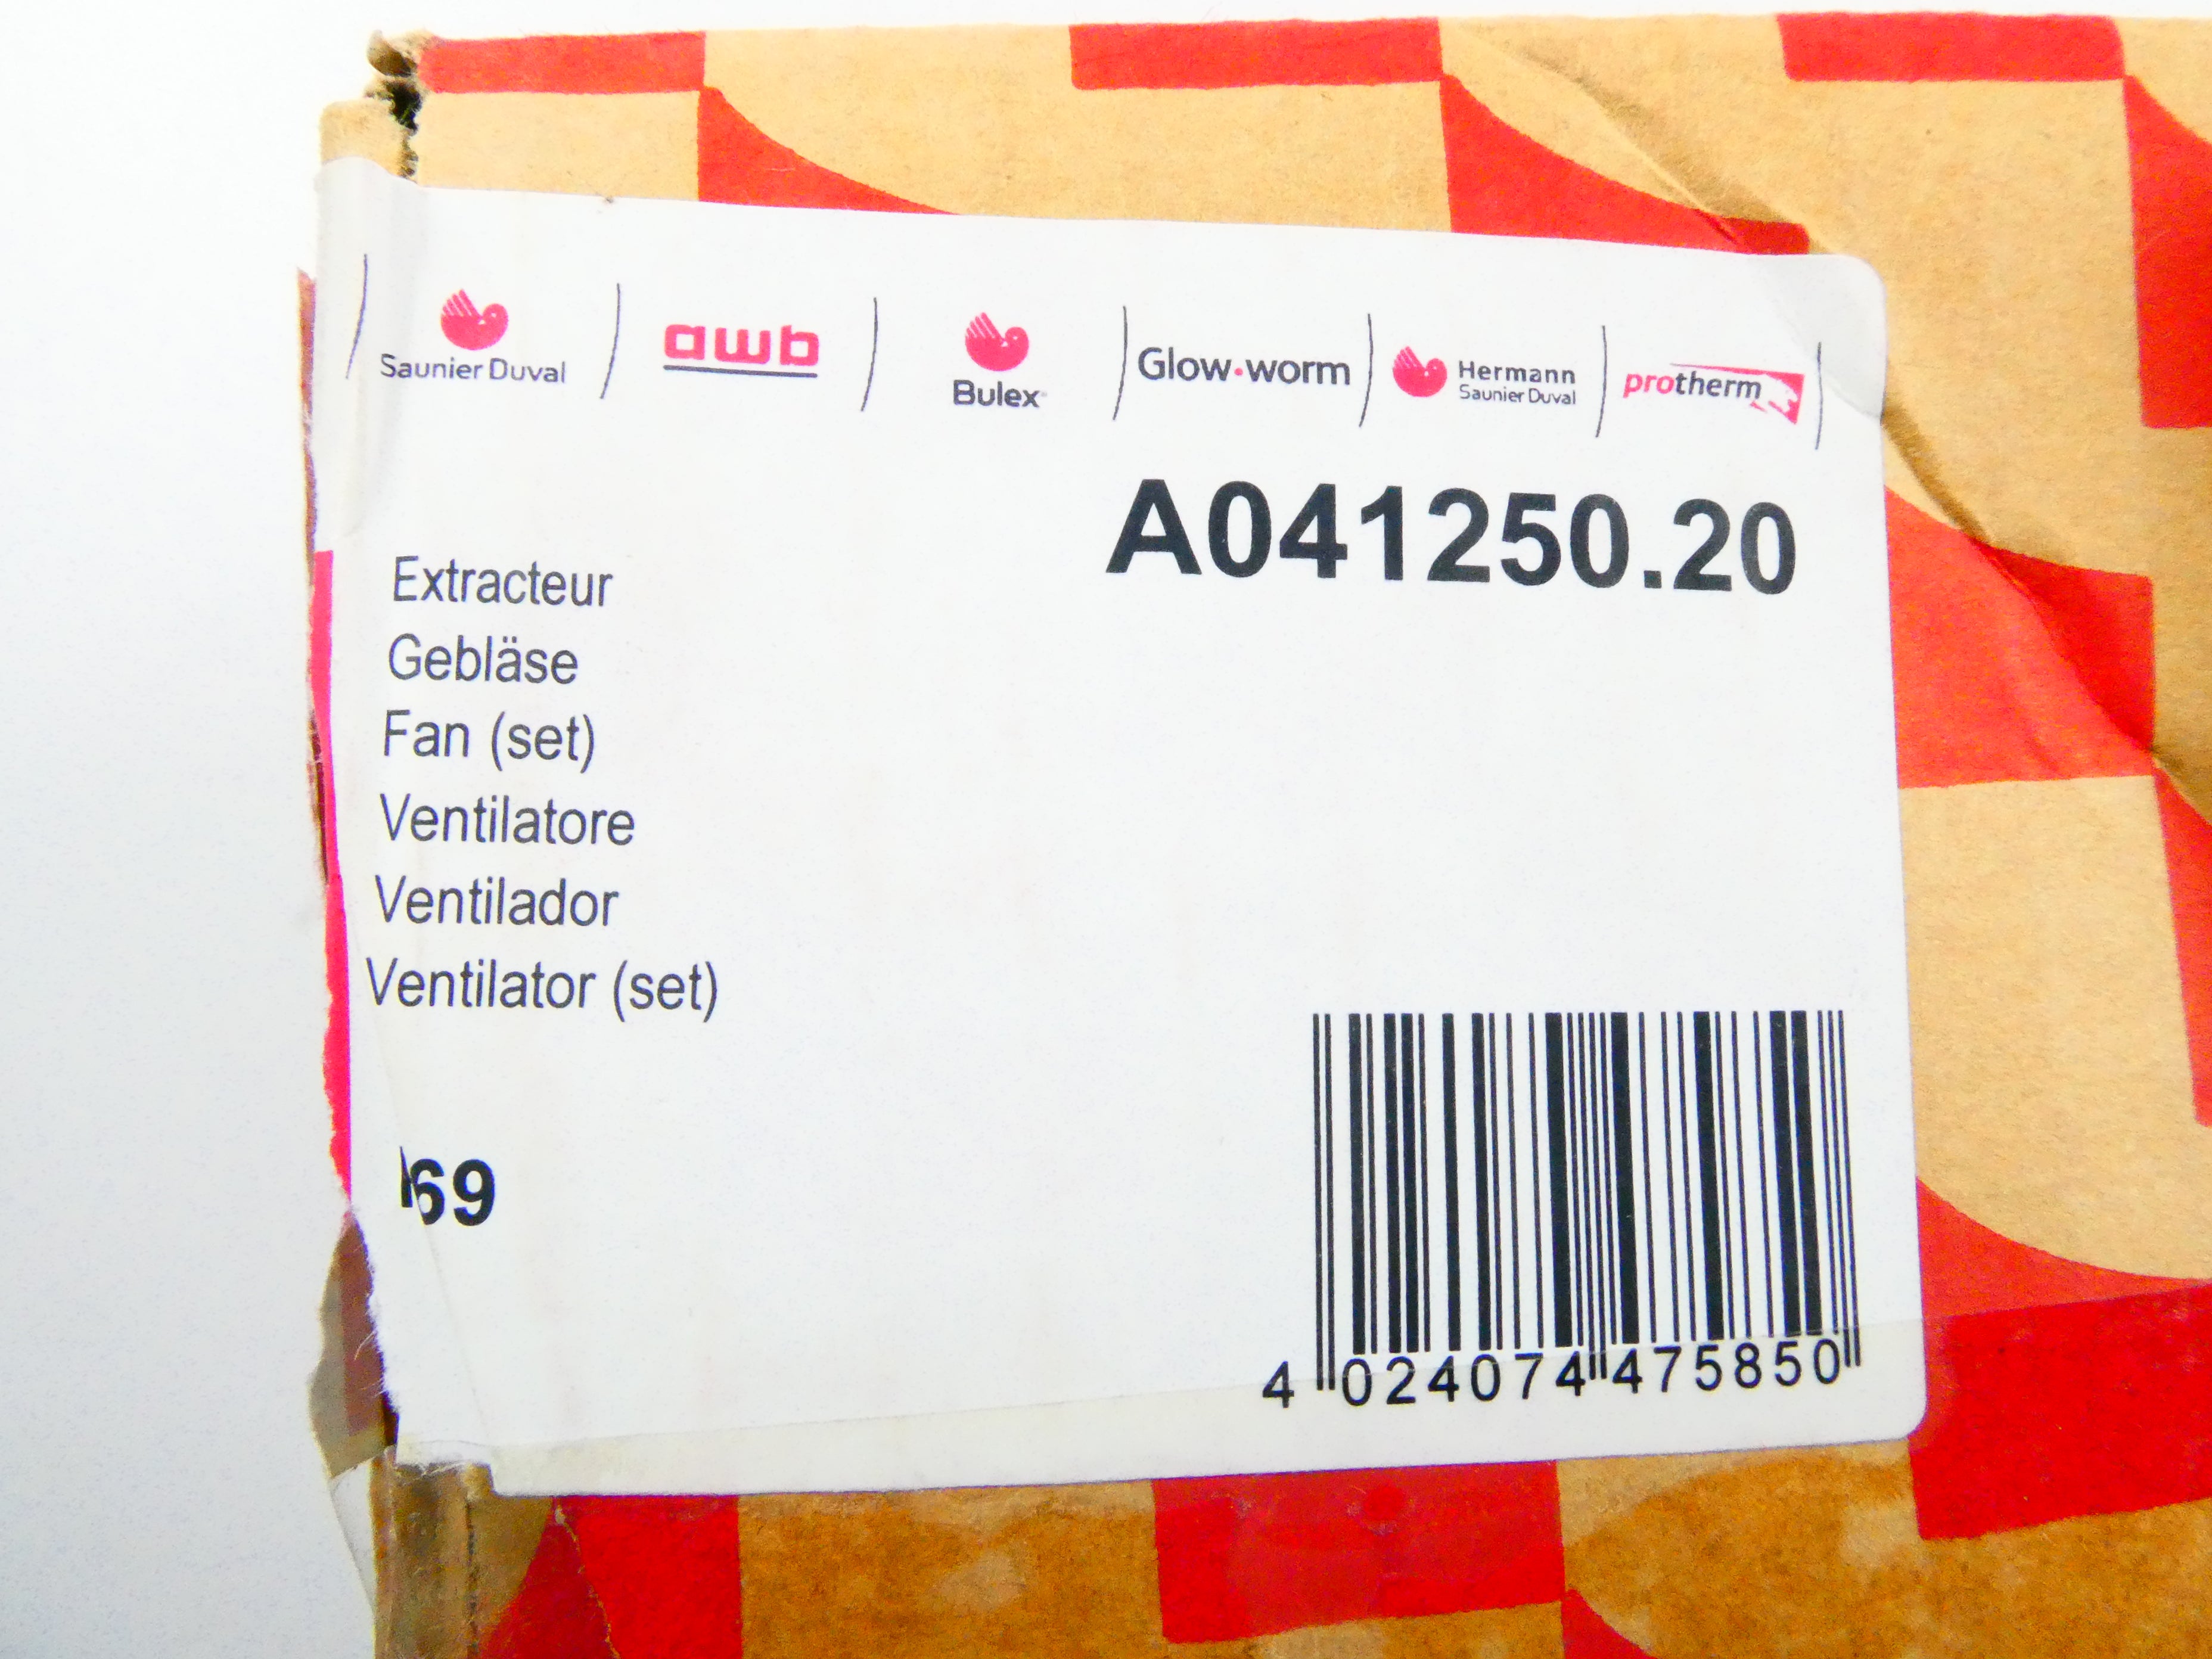 Saunier Duval awb Bulex Glow·worm Hermann Saunier Duval protherm
A041250.20
Extracteur
Gebläse
Fan (set)
Ventilatore
Ventilador
Ventilator (set)
69
4 024074 475850